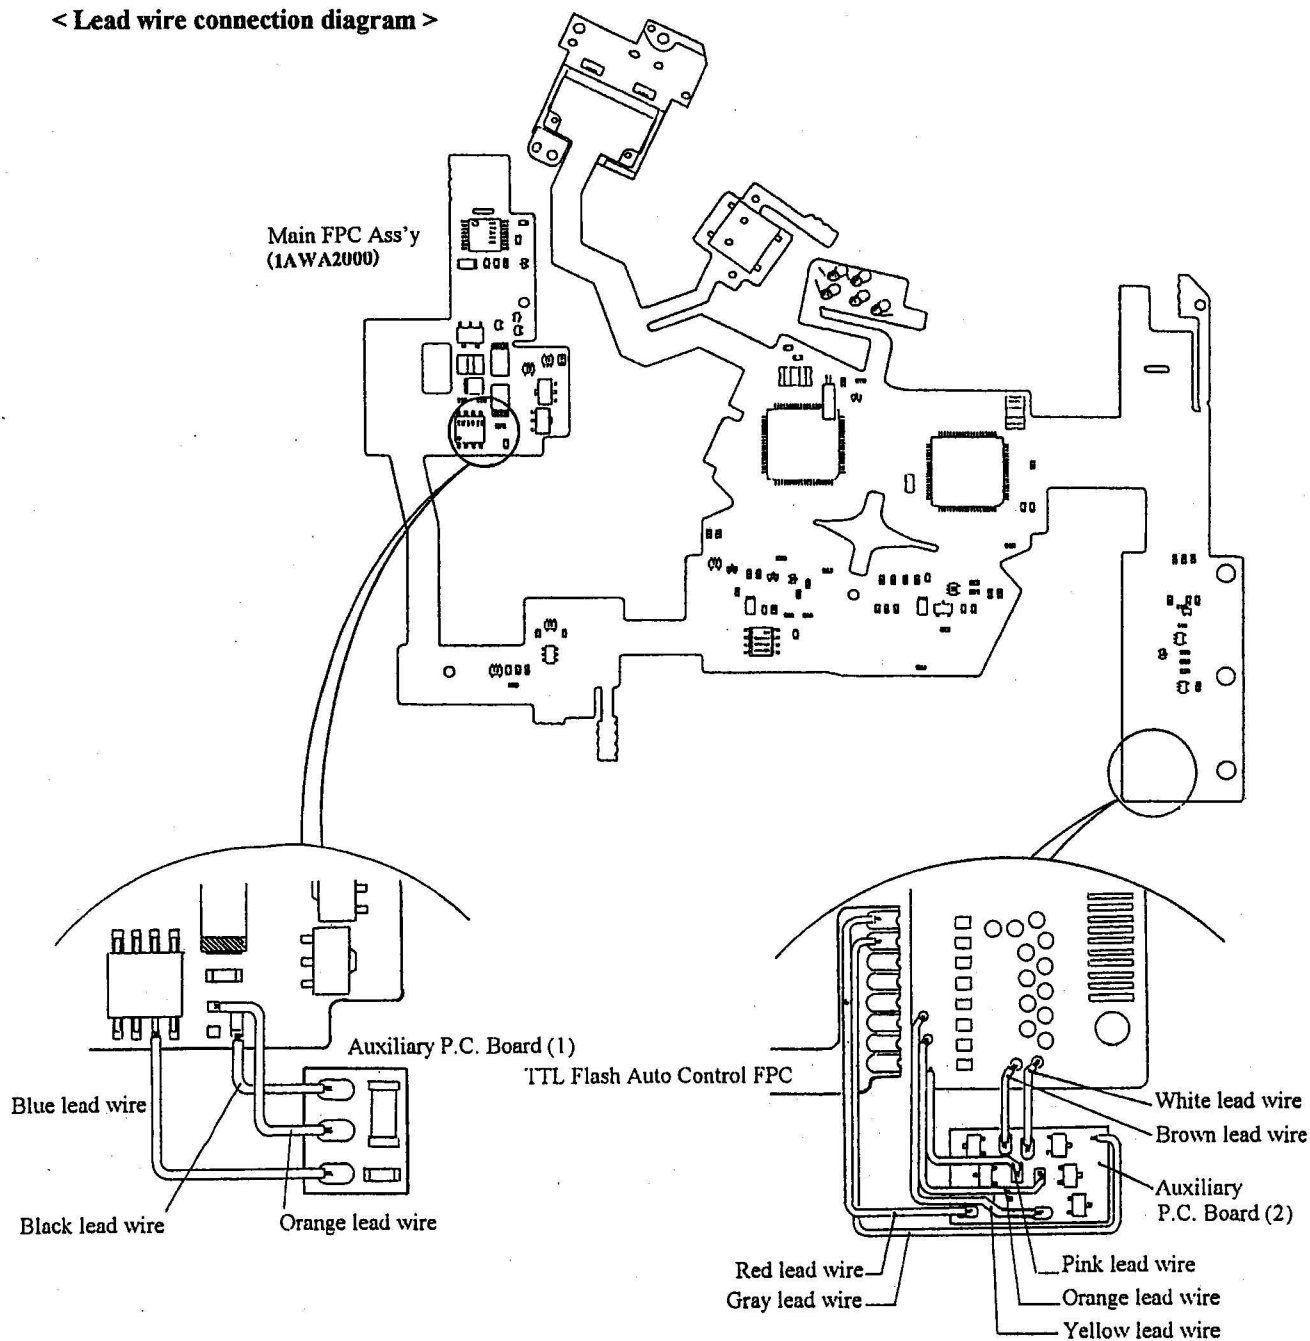 < Lead wire connection diagram >
Main FPC Ass'y
(1AWA2000)
Auxiliary P.C. Board (1)
TTL Flash Auto Control FPC
Blue lead wire
Black lead wire
Orange lead wire
White lead wire
Brown lead wire
Auxiliary
P.C. Board (2)
Red lead wire
Gray lead wire
Pink lead wire
Orange lead wire
Yellow lead wire